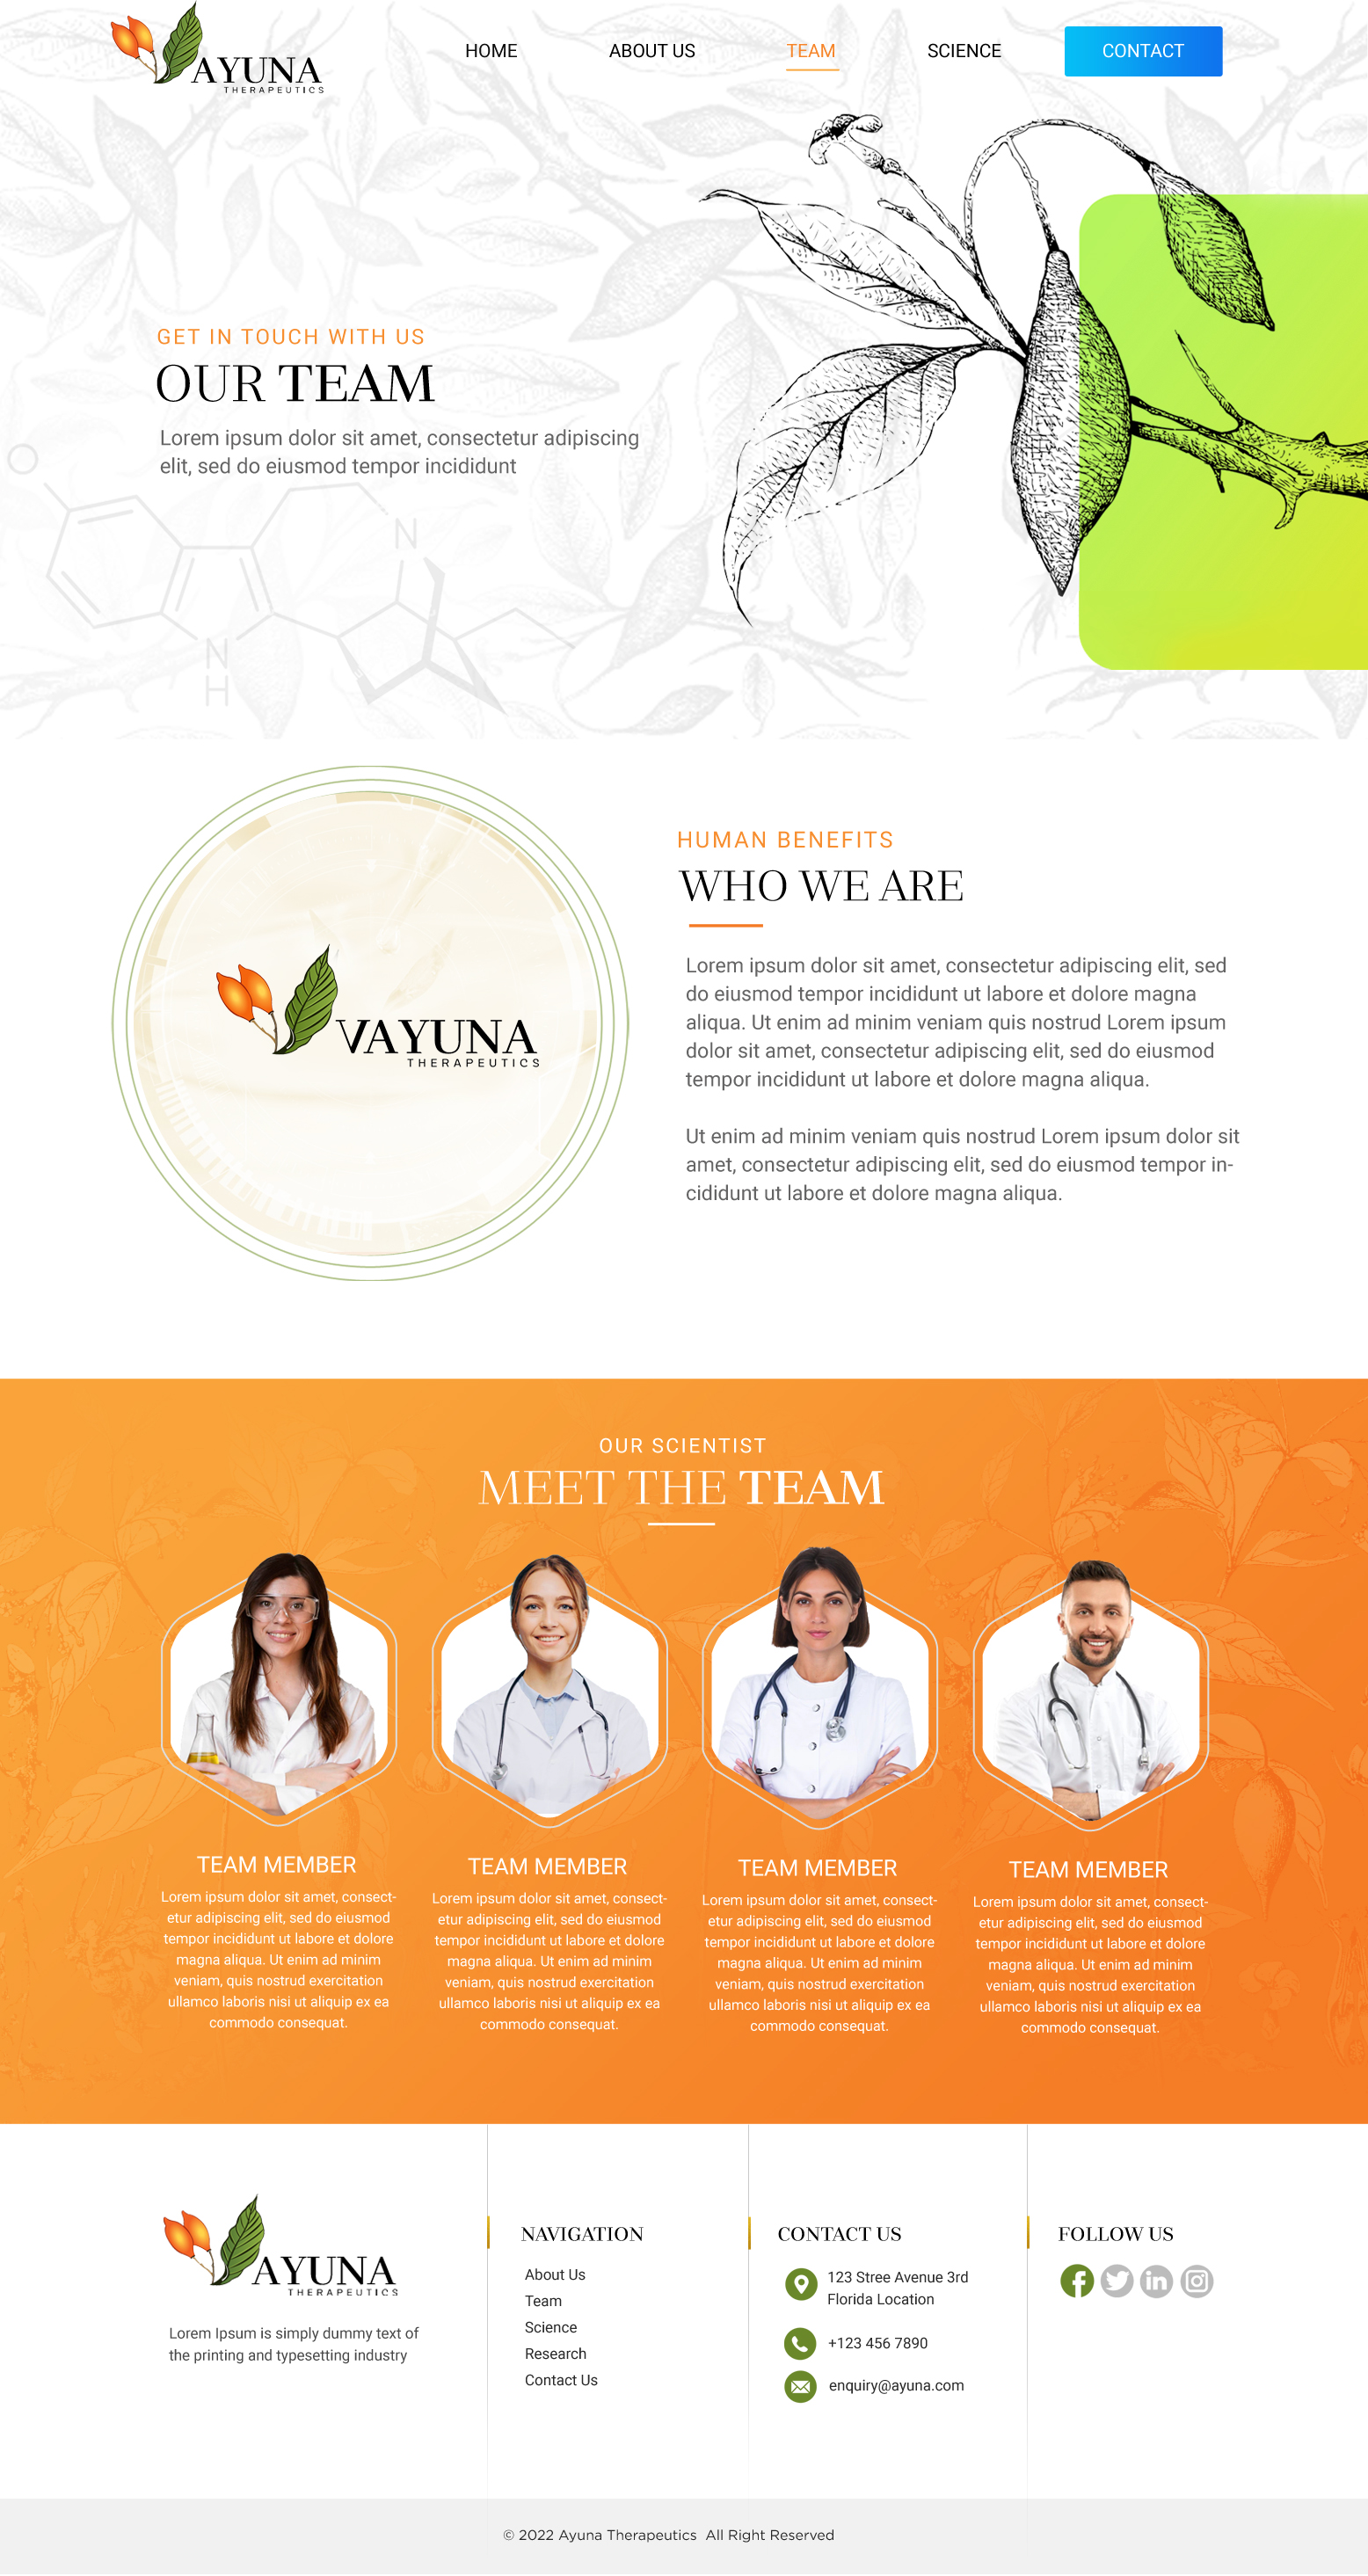 AYUNA
THERAPEUTICS
HOME
ABOUT US
TEAM
SCIENCE
CONTACT
GET IN TOUCH WITH US
OUR TEAM
Lorem ipsum dolor sit amet, consectetur adipiscing
elit, sed do eiusmod tempor incididunt
N
N
H
VAYUNA
THERAPEUTICS
HUMAN BENEFITS
WHO WE ARE
Lorem ipsum dolor sit amet, consectetur adipiscing elit, sed
do eiusmod tempor incididunt ut labore et dolore magna
aliqua. Ut enim ad minim veniam quis nostrud Lorem ipsum
dolor sit amet, consectetur adipiscing elit, sed do eiusmod
tempor incididunt ut labore et dolore magna aliqua.
Ut enim ad minim veniam quis nostrud Lorem ipsum dolor sit
amet, consectetur adipiscing elit, sed do eiusmod tempor in-
cididunt ut labore et dolore magna aliqua.
OUR SCIENTIST
MEET THE TEAM
TEAM MEMBER
Lorem ipsum dolor sit amet, consect-
etur adipiscing elit, sed do eiusmod
tempor incididunt ut labore et dolore
magna aliqua. Ut enim ad minim
veniam, quis nostrud exercitation
ullamco laboris nisi ut aliquip ex ea
commodo consequat.
TEAM MEMBER
Lorem ipsum dolor sit amet, consect-
etur adipiscing elit, sed do eiusmod
tempor incididunt ut labore et dolore
magna aliqua. Ut enim ad minim
veniam, quis nostrud exercitation
ullamco laboris nisi ut aliquip ex ea
commodo consequat.
TEAM MEMBER
Lorem ipsum dolor sit amet, consect-
etur adipiscing elit, sed do eiusmod
tempor incididunt ut labore et dolore
magna aliqua. Ut enim ad minim
veniam, quis nostrud exercitation
ullamco laboris nisi ut aliquip ex ea
commodo consequat.
TEAM MEMBER
Lorem ipsum dolor sit amet, consect-
etur adipiscing elit, sed do eiusmod
tempor incididunt ut labore et dolore
magna aliqua. Ut enim ad minim
veniam, quis nostrud exercitation
ullamco laboris nisi ut aliquip ex ea
commodo consequat.
AYUNA
THERAPEUTICS
Lorem Ipsum is simply dummy text of
the printing and typesetting industry
NAVIGATION
About Us
Team
Science
Research
Contact Us
CONTACT US
123 Stree Avenue 3rd
Florida Location
+123 456 7890
enquiry@ayuna.com
FOLLOW US
© 2022 Ayuna Therapeutics All Right Reserved